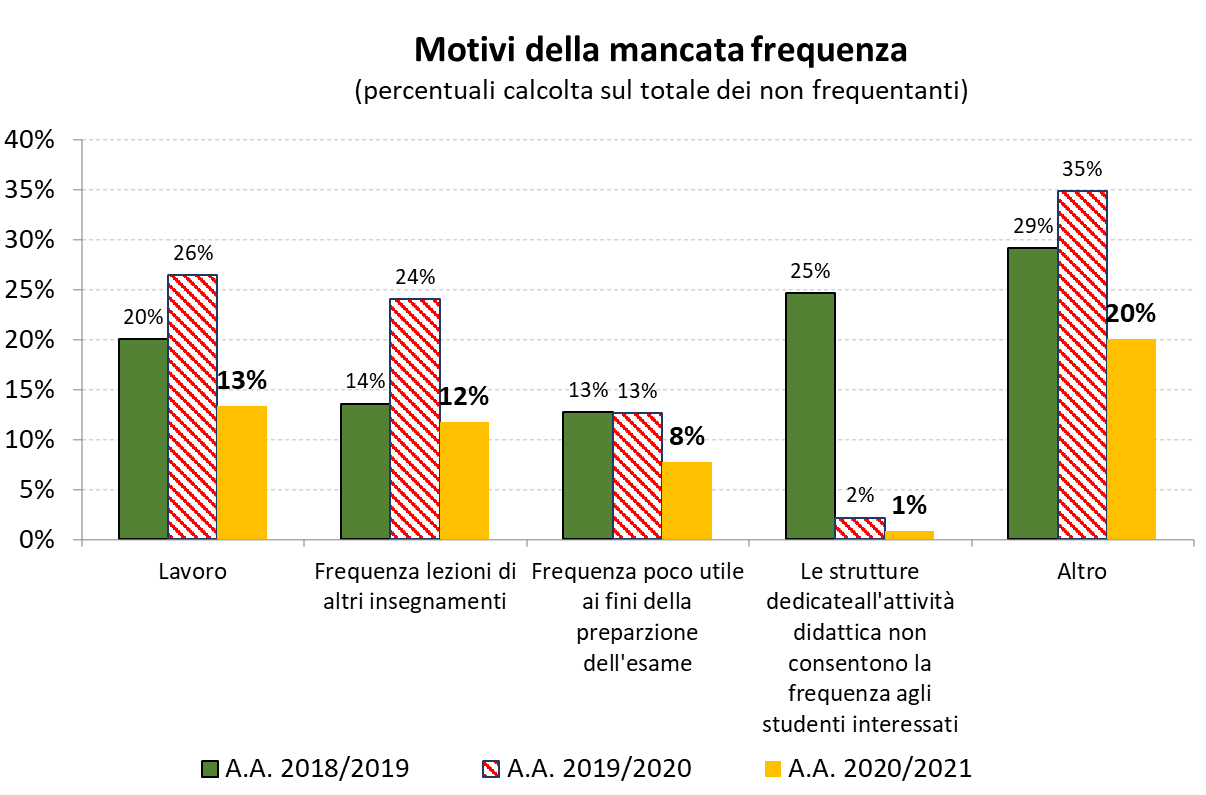 Motivi della mancata frequenza
(percentuali calcolta sul totale dei non frequentanti)
40%
35%
30%
25%
20%
15%
10%
5%
0%
20%
26%
13%
14%
24%
12%
13%
13%
8%
25%
2%
1%
29%
35%
20%
Lavoro
Frequenza lezioni di
altri insegnamenti
Frequenza poco utile
ai fini della
preparzione
dell'esame
Le strutture
dedicateall'attività
didattica non
consentono la
frequenza agli
studenti interessati
Altro
A.A. 2018/2019
A.A. 2019/2020
A.A. 2020/2021